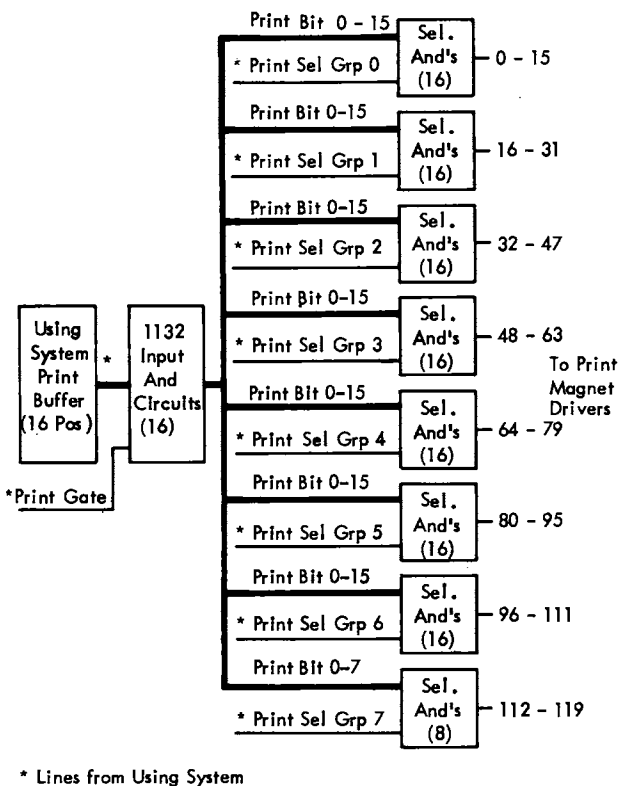 Print Bit 0 - 15
* Print Sel Grp 0
Sel.
And's
(16)
0 - 15
Print Bit 0-15
* Print Sel Grp 1
Sel.
And's
(16)
16 - 31
Print Bit 0-15
* Print Sel Grp 2
Sel.
And's
(16)
32 - 47
Print Bit 0-15
* Print Sel Grp 3
Sel.
And's
(16)
48 - 63
Using
System
Print
Buffer
(16 Pos)
*
1132
Input
And
Circuits
(16)
*Print Gate
To Print
Magnet
Drivers
Print Bit 0-15
* Print Sel Grp 4
Sel.
And's
(16)
64 - 79
Print Bit 0-15
* Print Sel Grp 5
Sel.
And's
(16)
80 - 95
Print Bit 0-15
* Print Sel Grp 6
Sel.
And's
(16)
96 - 111
Print Bit 0-7
* Print Sel Grp 7
Sel.
And's
(8)
112 - 119
* Lines from Using System